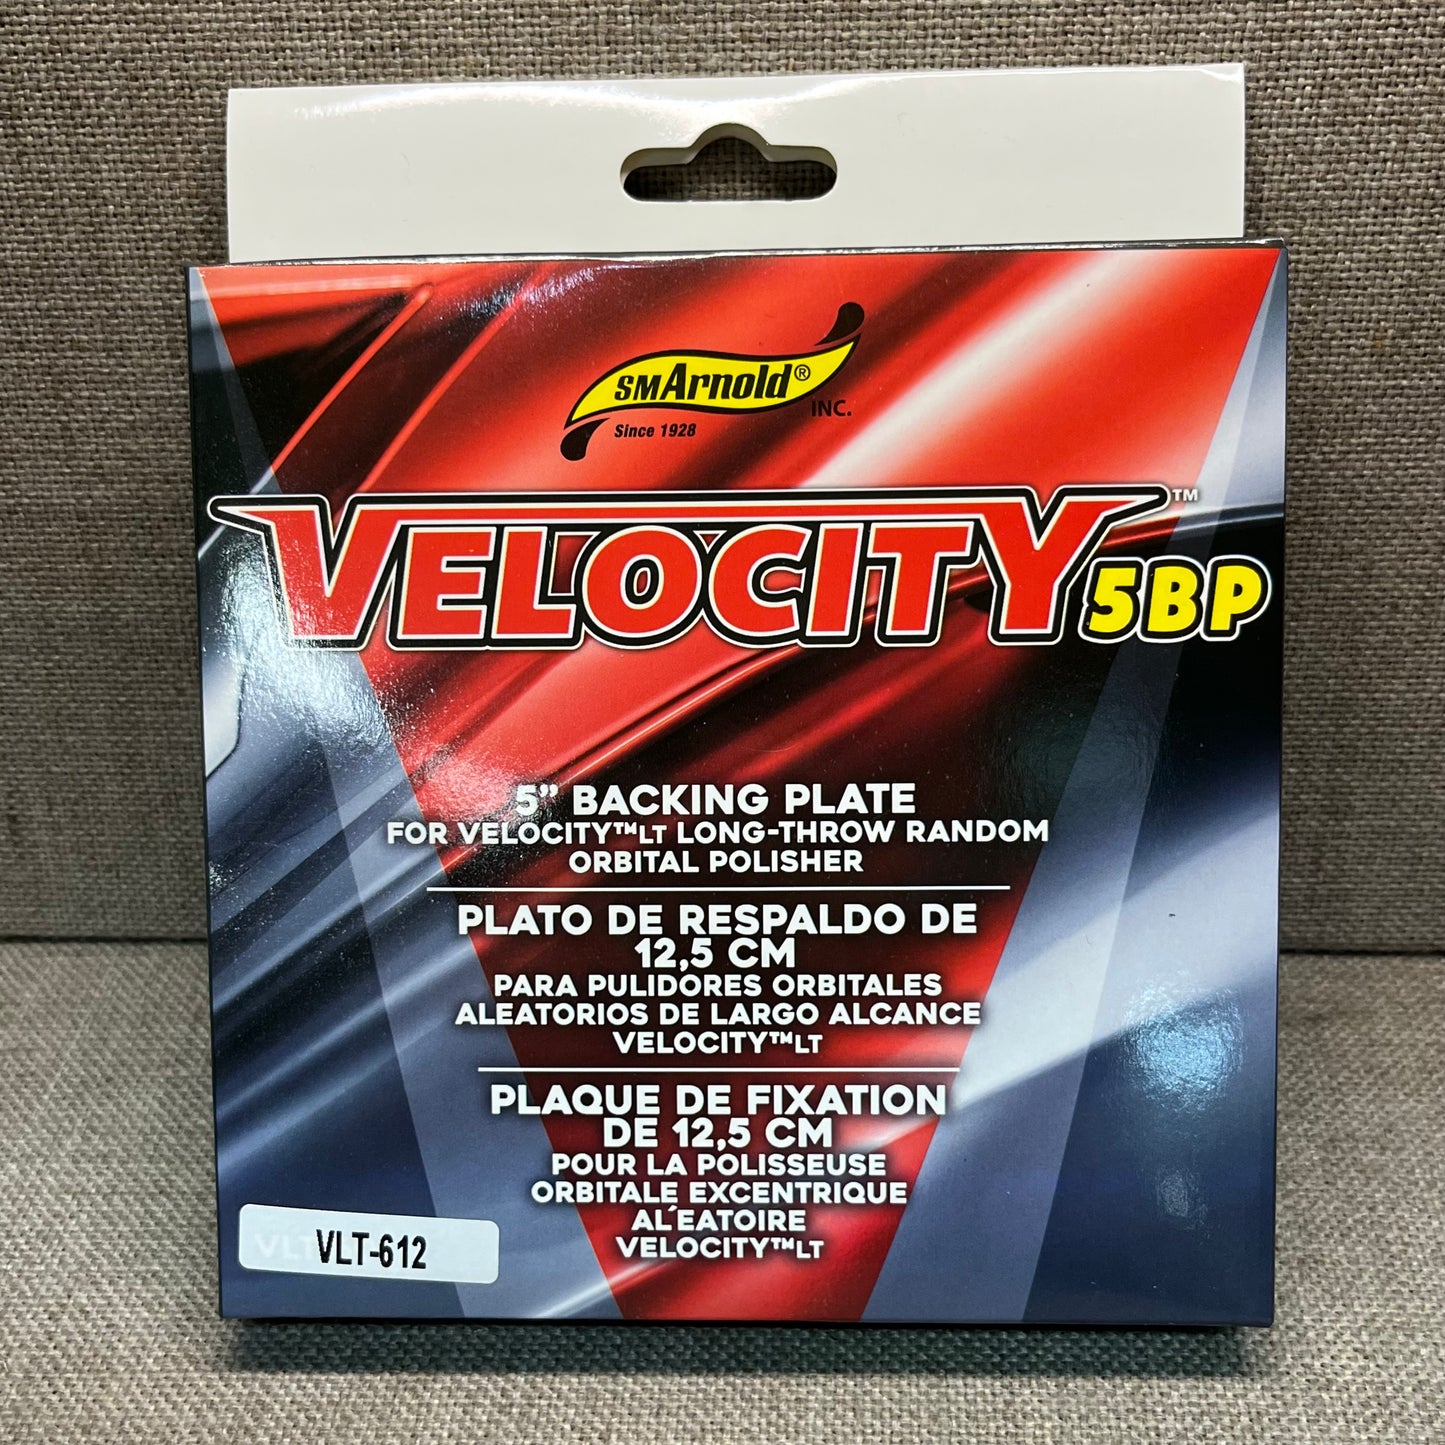 SMArnold®
INC.
Since 1928
VELOCITY™ 5BP
5” BACKING PLATE
FOR VELOCITY™LT LONG-THROW RANDOM
ORBITAL POLISHER
PLATO DE RESPALDO DE
12,5 CM
PARA PULIDORES ORBITALES
ALEATORIOS DE LARGO ALCANCE
VELOCITY™LT
PLAQUE DE FIXATION
DE 12,5 CM
POUR LA POLISSEUSE
ORBITALE EXCENTRIQUE
AL´EATOIRE
VELOCITY™LT
VLT-612